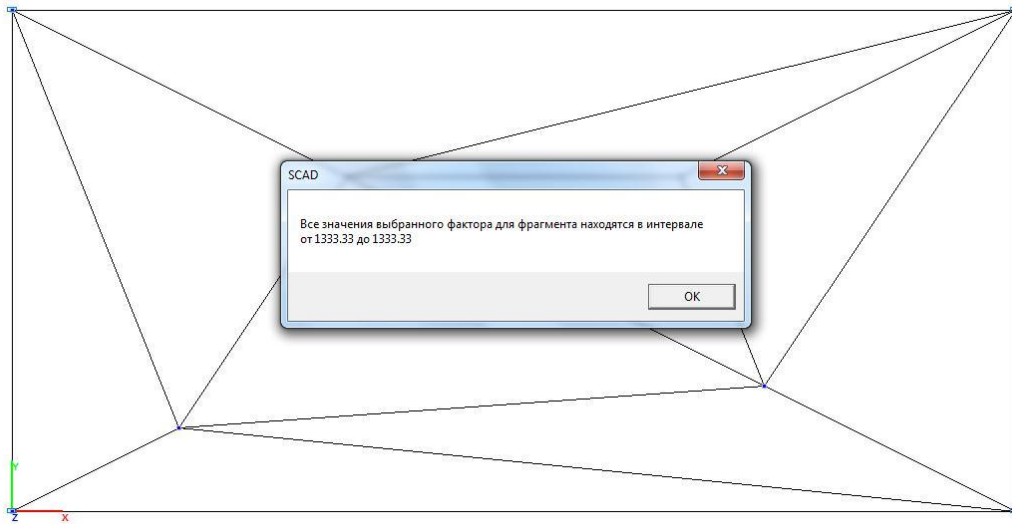 SCAD
Все значения выбранного фактора для фрагмента находятся в интервале
от 1333.33 до 1333.33
OK
Y
Z X